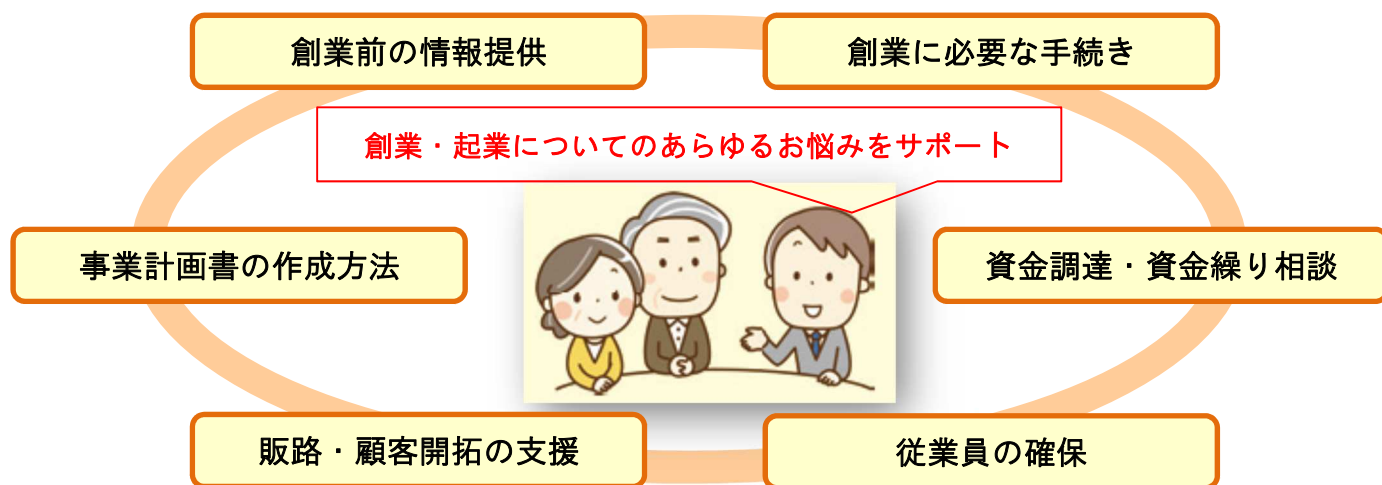 創業前の情報提供
創業に必要な手続き
創業・起業についてのあらゆるお悩みをサポート
事業計画書の作成方法
資金調達・資金繰り相談
販路・顧客開拓の支援
従業員の確保